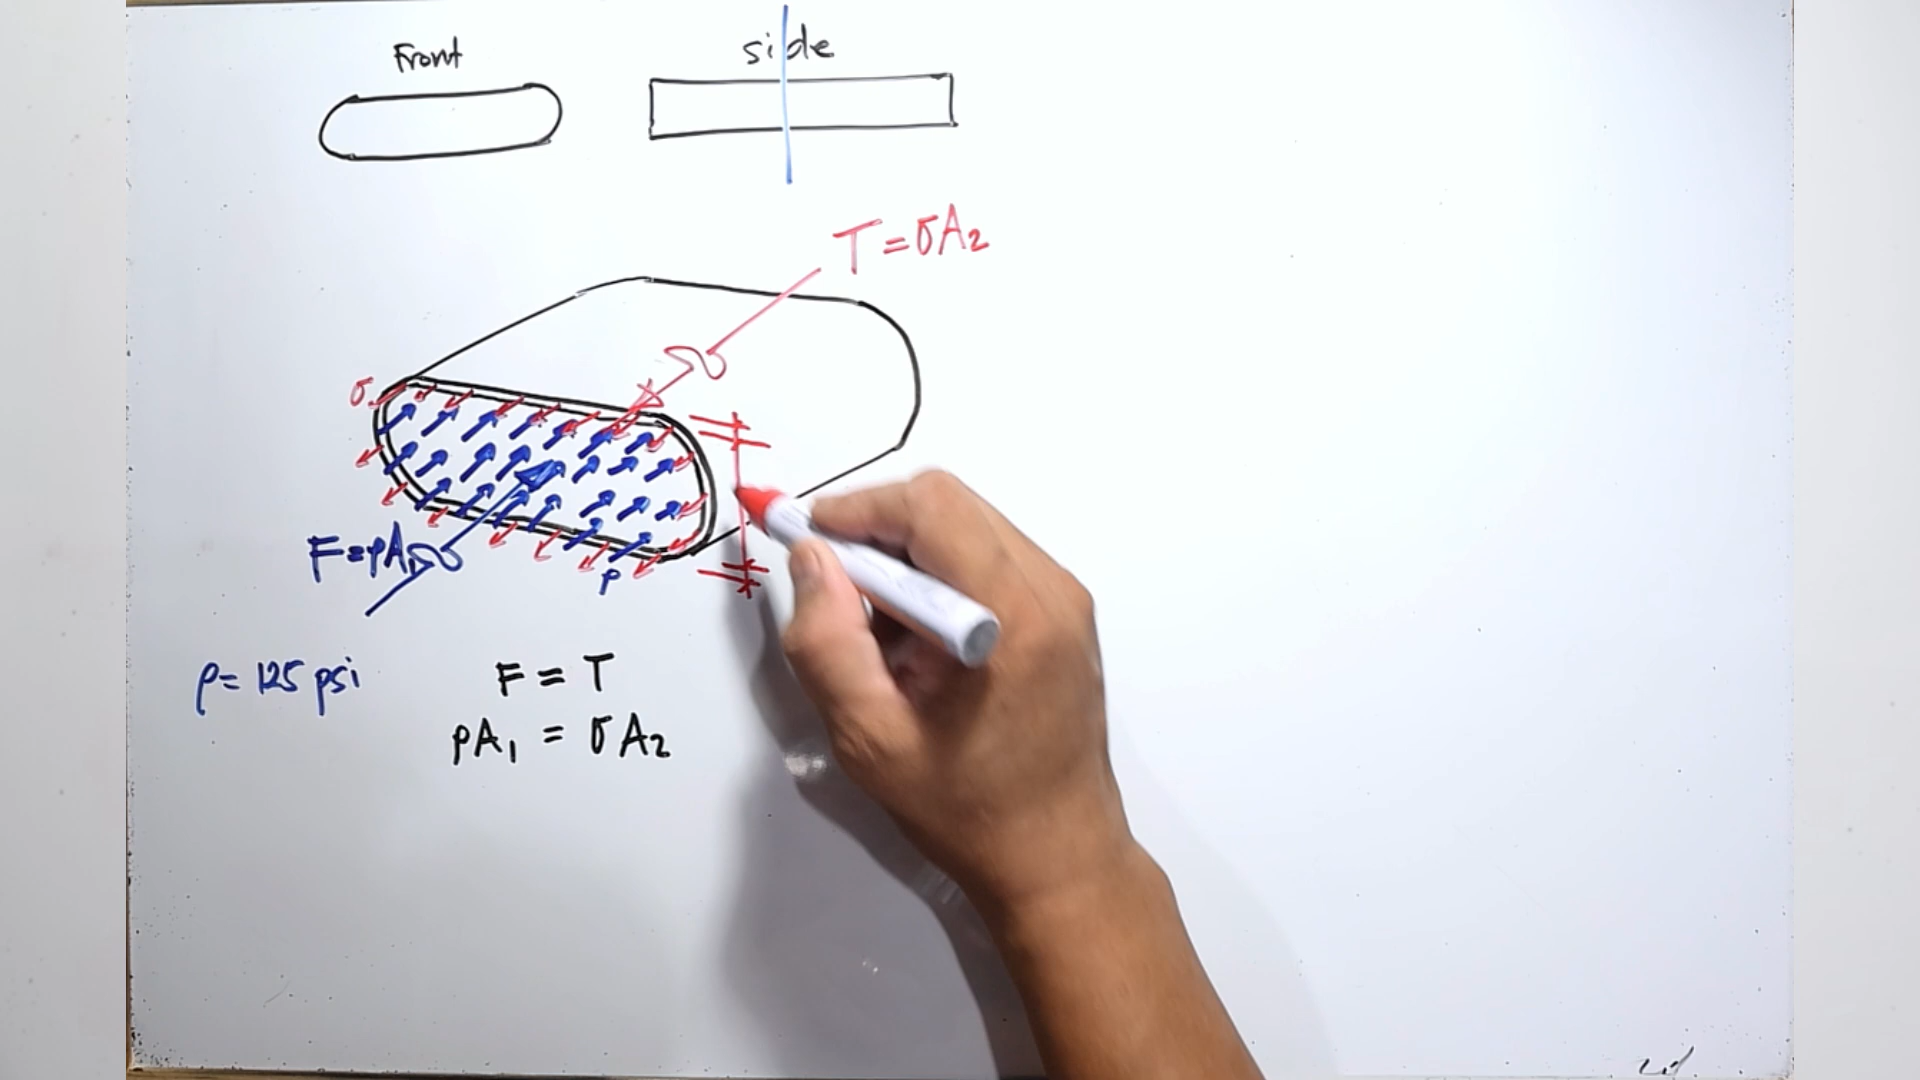 Front
side
T = σA₂
σ
F = pA₁
p
p = 125 psi
F = T
pA₁ = σA₂